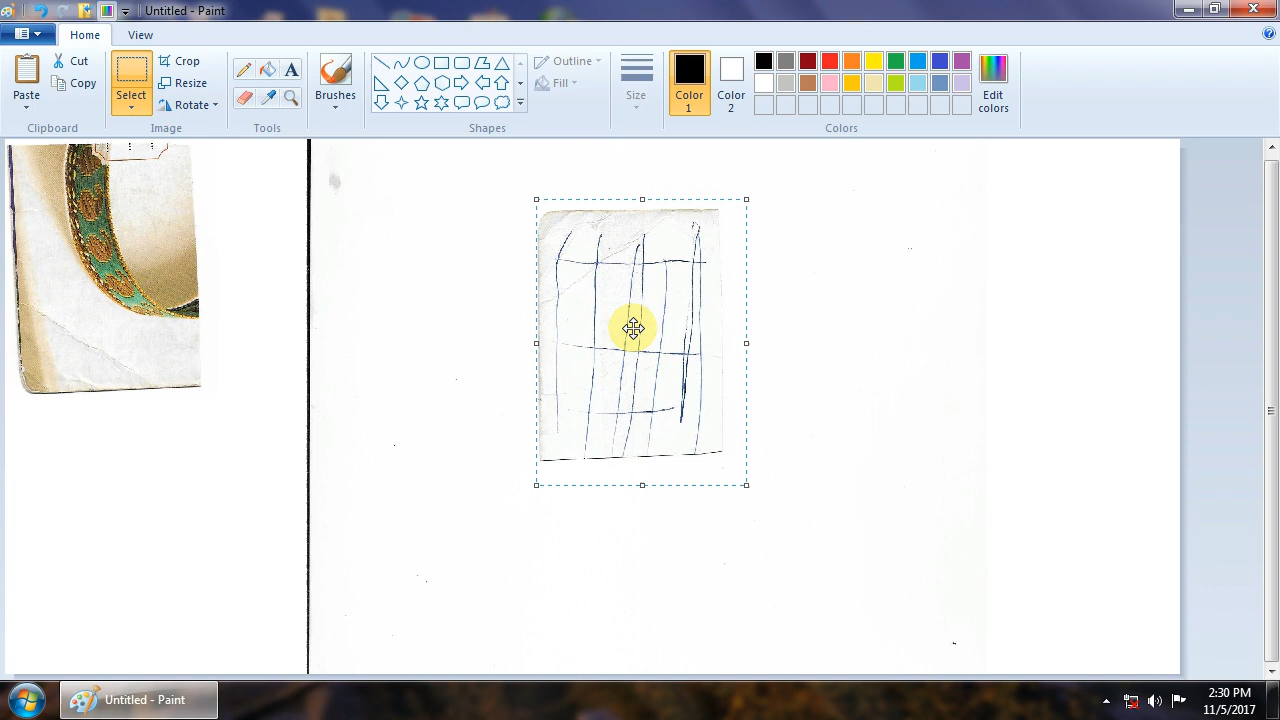 Untitled - Paint
Home
View
Paste
Cut
Copy
Clipboard
Select
Crop
Resize
Rotate
Image
Tools
Brushes
Shapes
Outline
Fill
Size
Color
1
Color
2
Edit
colors
Colors
Untitled - Paint
2:30 PM
11/5/2017